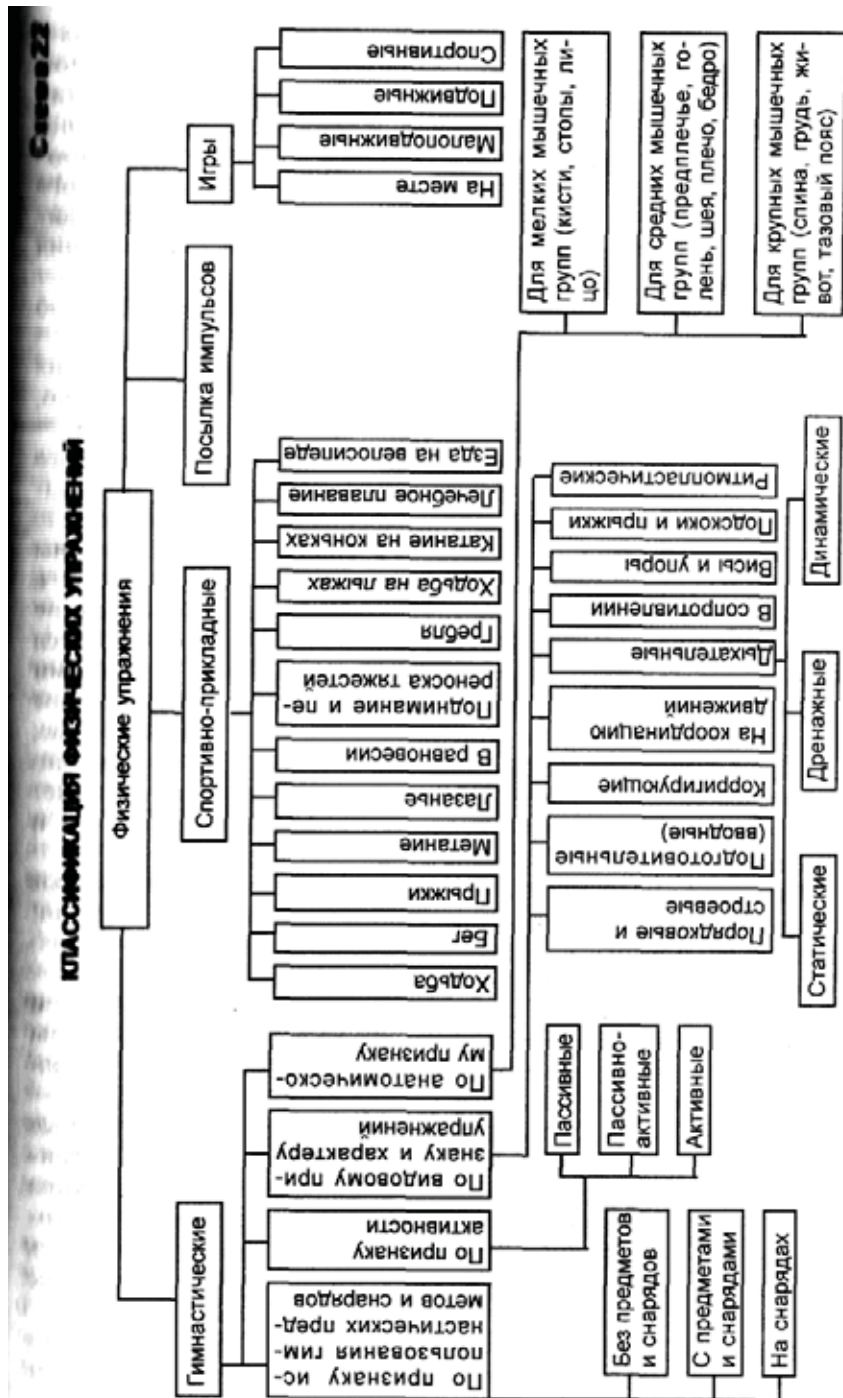 Схема 22
КЛАССИФИКАЦИЯ ФИЗИЧЕСКИХ УПРАЖНЕНИЙ
Физические упражнения
Гимнастические
Спортивно-прикладные
Посылка импульсов
Игры
По признаку ис-
пользования гим-
настических пред-
метов и снарядов
По признаку
активности
По видовому при-
знаку и характеру
упражнений
По анатомическо-
му признаку
Ходьба
Бег
Прыжки
Метание
Лазанье
В равновесии
Поднимание и пе-
реноска тяжестей
Гребля
Ходьба на лыжах
Катание на коньках
Лечебное плавание
Езда на велосипеде
На месте
Малоподвижные
Подвижные
Спортивные
Без предметов
и снарядов
С предметами
и снарядами
На снарядах
Пассивные
Пассивно-
активные
Активные
Порядковые и
строевые
Подготовительные
(вводные)
Корригирующие
На координацию
движений
Дыхательные
В сопротивлении
Висы и упоры
Подскоки и прыжки
Ритмопластические
Для мелких мышечных
групп (кисти, стопы, ли-
цо)
Для средних мышечных
групп (предплечье, го-
лень, шея, плечо, бедро)
Для крупных мышечных
групп (спина, грудь, жи-
вот, тазовый пояс)
Статические
Дренажные
Динамические